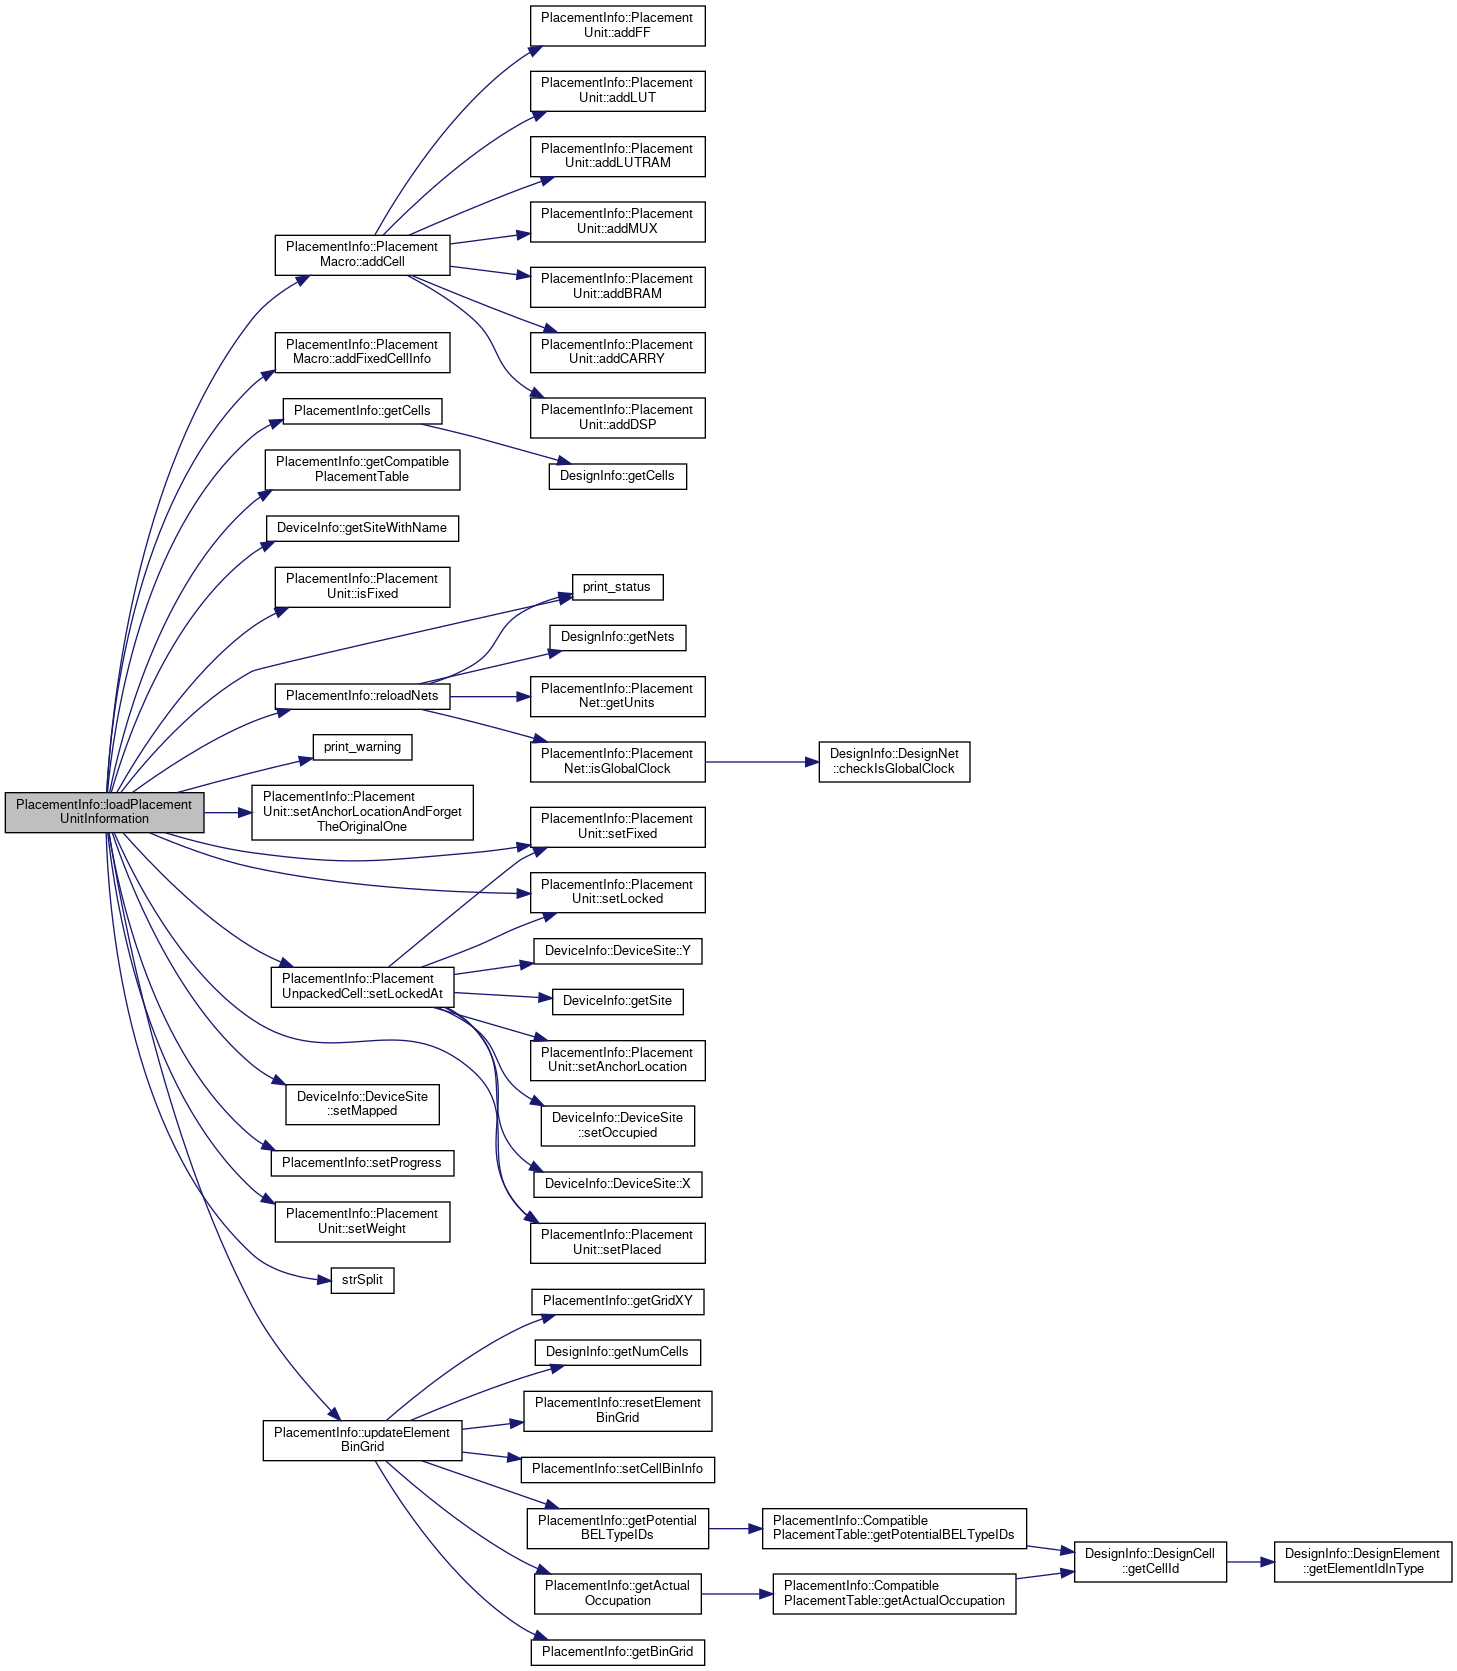 PlacementInfo::loadPlacement
UnitInformation
PlacementInfo::Placement
Macro::addCell
PlacementInfo::Placement
Macro::addFixedCellInfo
PlacementInfo::getCells
PlacementInfo::getCompatible
PlacementTable
DeviceInfo::getSiteWithName
PlacementInfo::Placement
Unit::isFixed
PlacementInfo::reloadNets
print_warning
PlacementInfo::Placement
Unit::setAnchorLocationAndForget
TheOriginalOne
PlacementInfo::Placement
UnpackedCell::setLockedAt
DeviceInfo::DeviceSite
::setMapped
PlacementInfo::setProgress
PlacementInfo::Placement
Unit::setWeight
strSplit
PlacementInfo::updateElement
BinGrid
PlacementInfo::Placement
Unit::addFF
PlacementInfo::Placement
Unit::addLUT
PlacementInfo::Placement
Unit::addLUTRAM
PlacementInfo::Placement
Unit::addMUX
PlacementInfo::Placement
Unit::addBRAM
PlacementInfo::Placement
Unit::addCARRY
PlacementInfo::Placement
Unit::addDSP
DesignInfo::getCells
print_status
DesignInfo::getNets
PlacementInfo::Placement
Net::getUnits
PlacementInfo::Placement
Net::isGlobalClock
PlacementInfo::Placement
Unit::setFixed
PlacementInfo::Placement
Unit::setLocked
DeviceInfo::DeviceSite::Y
DeviceInfo::getSite
PlacementInfo::Placement
Unit::setAnchorLocation
DeviceInfo::DeviceSite
::setOccupied
DeviceInfo::DeviceSite::X
PlacementInfo::Placement
Unit::setPlaced
PlacementInfo::getGridXY
DesignInfo::getNumCells
PlacementInfo::resetElement
BinGrid
PlacementInfo::setCellBinInfo
PlacementInfo::getPotential
BELTypeIDs
PlacementInfo::getActual
Occupation
PlacementInfo::getBinGrid
DesignInfo::DesignNet
::checkIsGlobalClock
PlacementInfo::Compatible
PlacementTable::getPotentialBELTypeIDs
PlacementInfo::Compatible
PlacementTable::getActualOccupation
DesignInfo::DesignCell
::getCellId
DesignInfo::DesignElement
::getElementIdInType